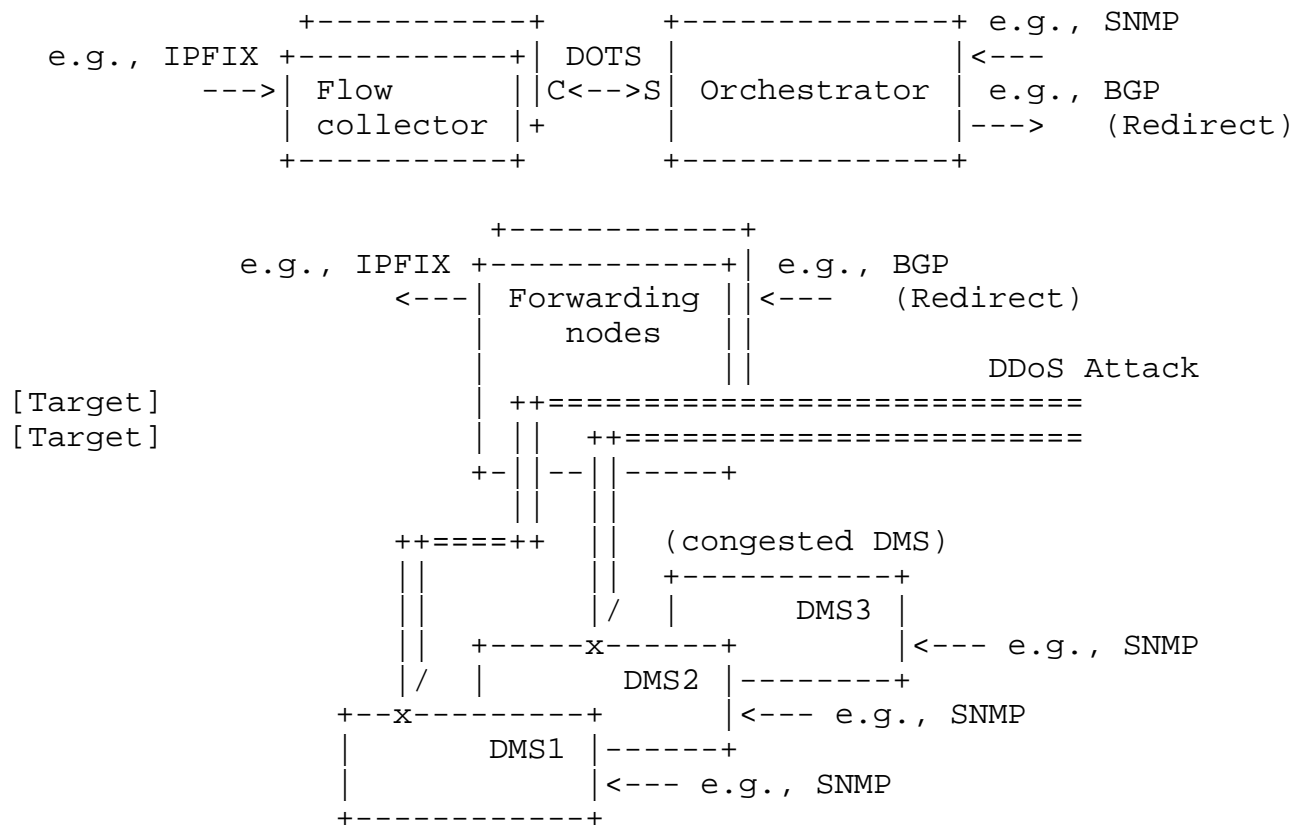 e.g., SNMP
e.g., IPFIX DOTS
---> Flow C<-->S Orchestrator e.g., BGP
collector ---> (Redirect)
e.g., IPFIX e.g., BGP
<--- Forwarding <--- (Redirect)
nodes
DDoS Attack
[Target]
[Target]
(congested DMS)
DMS3
x <--- e.g., SNMP
DMS2
x <--- e.g., SNMP
DMS1
<--- e.g., SNMP